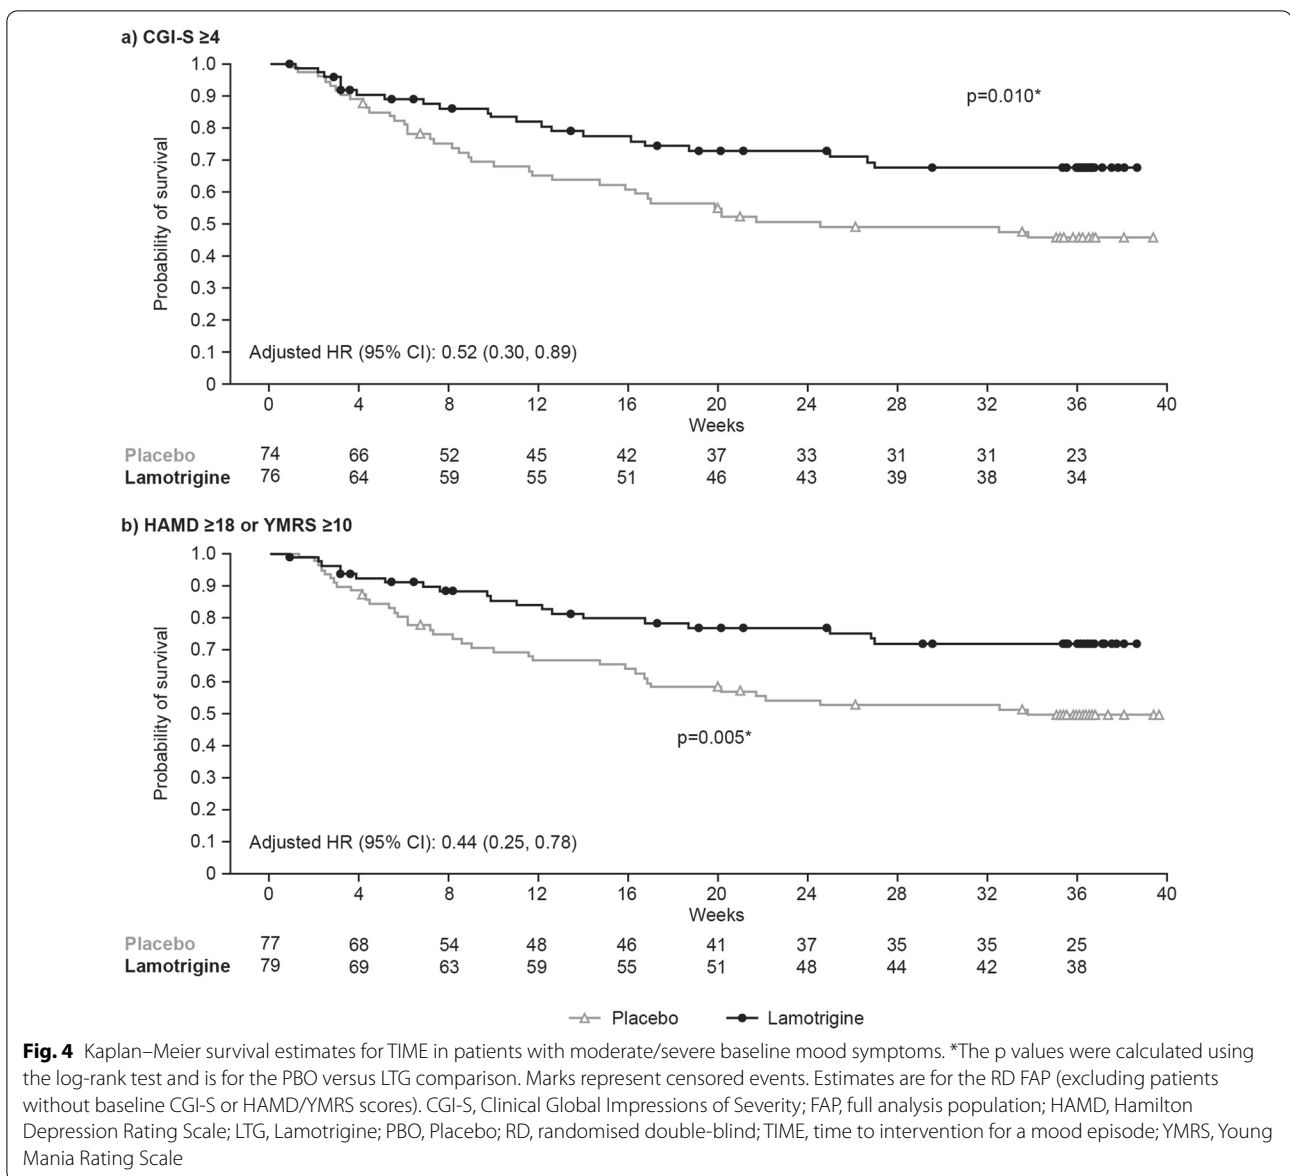 a) CGI-S ≥4
1.0
0.9
0.8
0.7
0.6
0.5
0.4
0.3
0.2
0.1
0
Probability of survival
p=0.010*
Adjusted HR (95% CI): 0.52 (0.30, 0.89)
0 4 8 12 16 20 24 28 32 36 40
Weeks
Placebo 74 66 52 45 42 37 33 31 31 23
Lamotrigine 76 64 59 55 51 46 43 39 38 34
b) HAMD ≥18 or YMRS ≥10
1.0
0.9
0.8
0.7
0.6
0.5
0.4
0.3
0.2
0.1
0
Probability of survival
p=0.005*
Adjusted HR (95% CI): 0.44 (0.25, 0.78)
0 4 8 12 16 20 24 28 32 36 40
Weeks
Placebo 77 68 54 48 46 41 37 35 35 25
Lamotrigine 79 69 63 59 55 51 48 44 42 38
Placebo Lamotrigine
Fig. 4 Kaplan–Meier survival estimates for TIME in patients with moderate/severe baseline mood symptoms. *The p values were calculated using
the log-rank test and is for the PBO versus LTG comparison. Marks represent censored events. Estimates are for the RD FAP (excluding patients
without baseline CGI-S or HAMD/YMRS scores). CGI-S, Clinical Global Impressions of Severity; FAP, full analysis population; HAMD, Hamilton
Depression Rating Scale; LTG, Lamotrigine; PBO, Placebo; RD, randomised double-blind; TIME, time to intervention for a mood episode; YMRS, Young
Mania Rating Scale